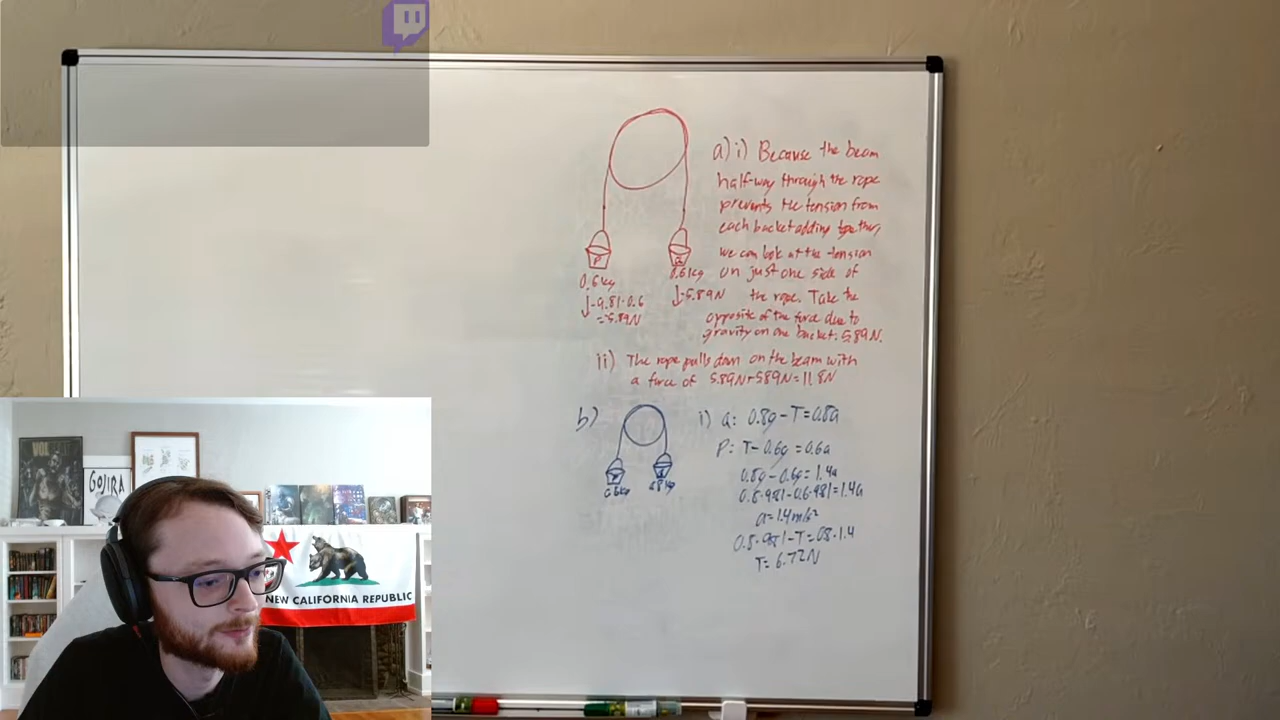 a) i) Because the beam
half-way through the rope
prevents the tension from
each bucket adding together,
we can look at the tension
on just one side of
the rope. Take the
opposite of the force due to
gravity on one bucket: 5.89N.
P
Q
0.6kg
0.6kg
↓-9.81·0.6
=-5.89N
↓-5.89N
ii) The rope pulls down on the beam with
a force of 5.89N+5.89N=11.8N
b)
P
0.6kg
0.8kg
i) Q: 0.8g-T=0.8a
P: T-0.6g=0.6a
0.8g-0.6g=1.4a
0.8·9.81-0.6·9.81=1.4a
a=1.4m/s²
0.8·9.81-T=0.8·1.4
T=6.72N
VOL
GOJIRA
NEW CALIFORNIA REPUBLIC